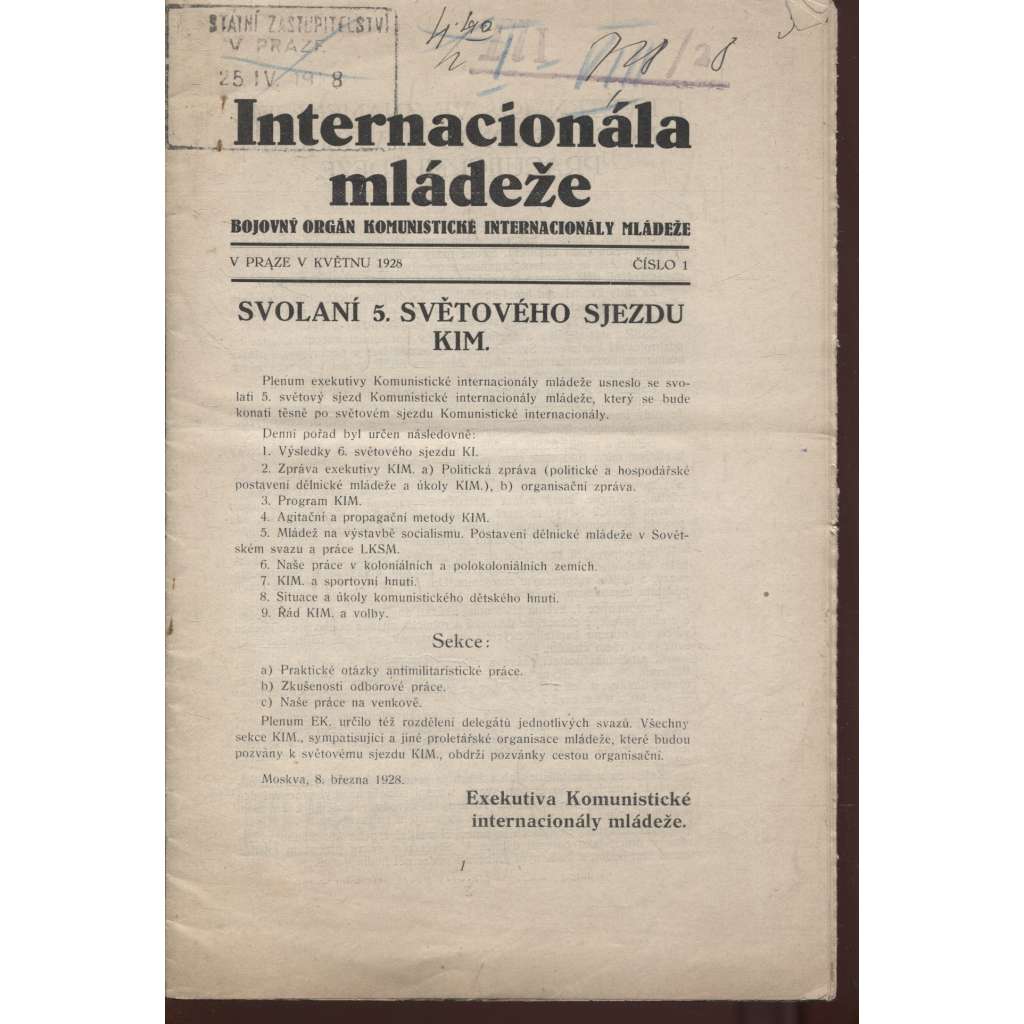 STÁTNÍ ZASTUPITELSTVÍ
V PRAZE
25 IV. 1928
Internacionála
mládeže
BOJOVNÝ ORGÁN KOMUNISTICKÉ INTERNACIONÁLY MLÁDEŽE
V PRAZE V KVĚTNU 1928 ČÍSLO 1
SVOLANÍ 5. SVĚTOVÉHO SJEZDU
KIM.
Plenum exekutivy Komunistické internacionály mládeže usneslo se svo-
lati 5. světový sjezd Komunistické internacionály mládeže, který se bude
konati těsně po světovém sjezdu Komunistické internacionály.
Denní pořad byl určen následovně:
1. Výsledky 6. světového sjezdu KI.
2. Zpráva exekutivy KIM. a) Politická zpráva (politické a hospodářské
postavení dělnické mládeže a úkoly KIM.), b) organisační zpráva.
3. Program KIM.
4. Agitační a propagační metody KIM.
5. Mládež na výstavbě socialismu. Postavení dělnické mládeže v Sovět-
ském svazu a práce LKSM.
6. Naše práce v koloniálních a polokoloniálních zemích.
7. KIM. a sportovní hnutí.
8. Situace a úkoly komunistického dětského hnutí.
9. Řád KIM. a volby.
Sekce:
a) Praktické otázky antimilitaristické práce.
b) Zkušenosti odborové práce.
c) Naše práce na venkově.
Plenum EK. určilo též rozdělení delegátů jednotlivých svazů. Všechny
sekce KIM., sympatisující a jiné proletářské organisace mládeže, které budou
pozvány k světovému sjezdu KIM., obdrží pozvánky cestou organisační.
Moskva, 8. března 1928.
Exekutiva Komunistické
internacionály mládeže.
1